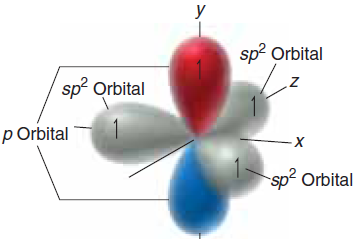 y
sp² Orbital
z
sp² Orbital
p Orbital
x
sp² Orbital